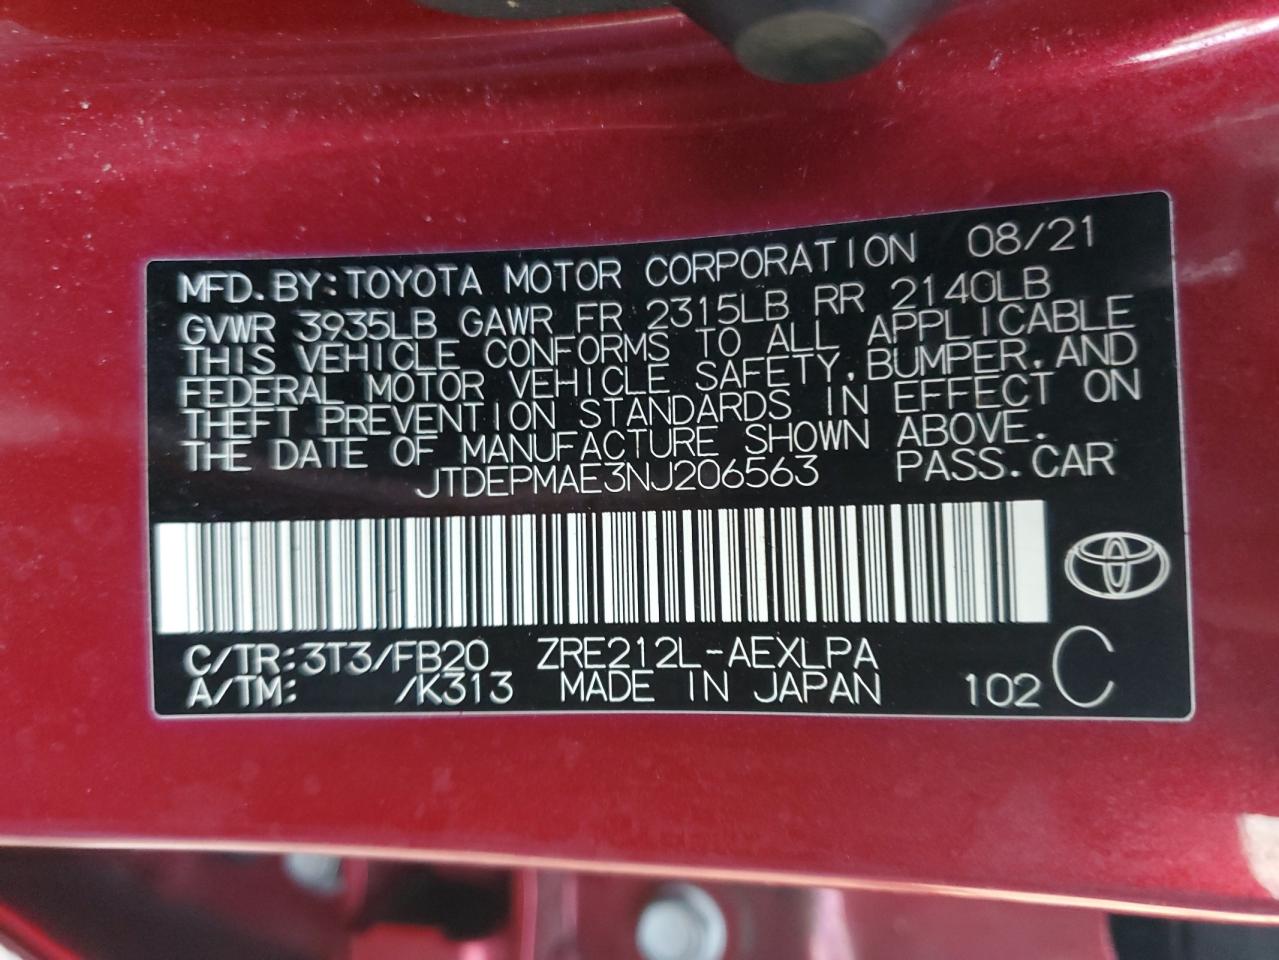 MFD.BY:TOYOTA MOTOR CORPORATION 08/21
GVWR 3935LB GAWR FR 2315LB RR 2140LB
THIS VEHICLE CONFORMS TO ALL APPLICABLE
FEDERAL MOTOR VEHICLE SAFETY,BUMPER,AND
THEFT PREVENTION STANDARDS IN EFFECT ON
THE DATE OF MANUFACTURE SHOWN ABOVE.
JTDEPMAE3NJ206563 PASS.CAR
C/TR:3T3/FB20 ZRE212L-AEXLPA
A/TM: /K313 MADE IN JAPAN 102 C